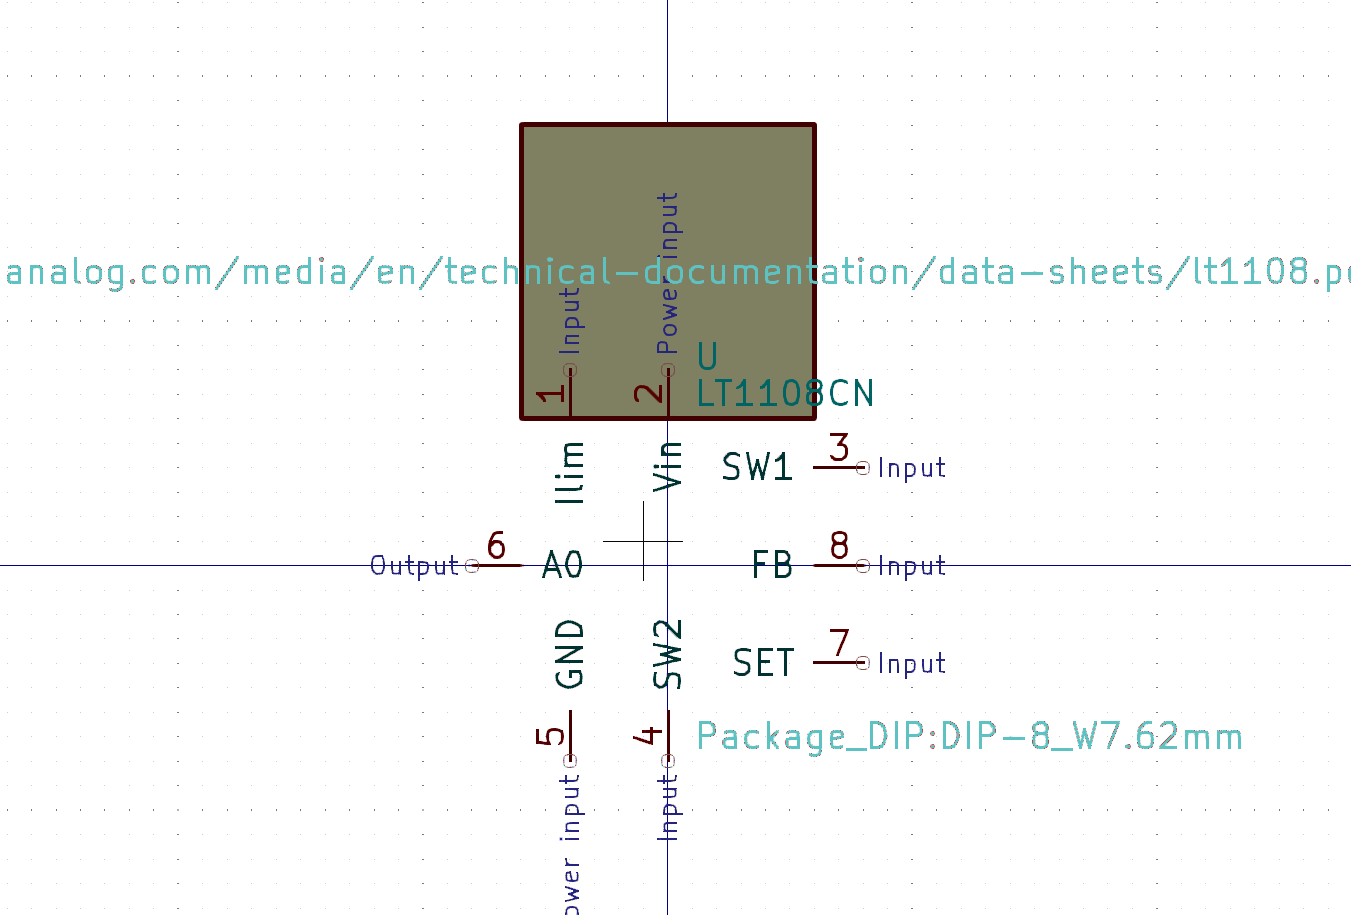 Power input
analog.com/media/en/technical-documentation/data-sheets/lt1108.p
Input
U
1
2
LT1108CN
Ilim
Vin
SW1
3
Input
Output
6
A0
FB
8
Input
GND
SW2
SET
7
Input
5
4
Package_DIP:DIP-8_W7.62mm
ower input
Input